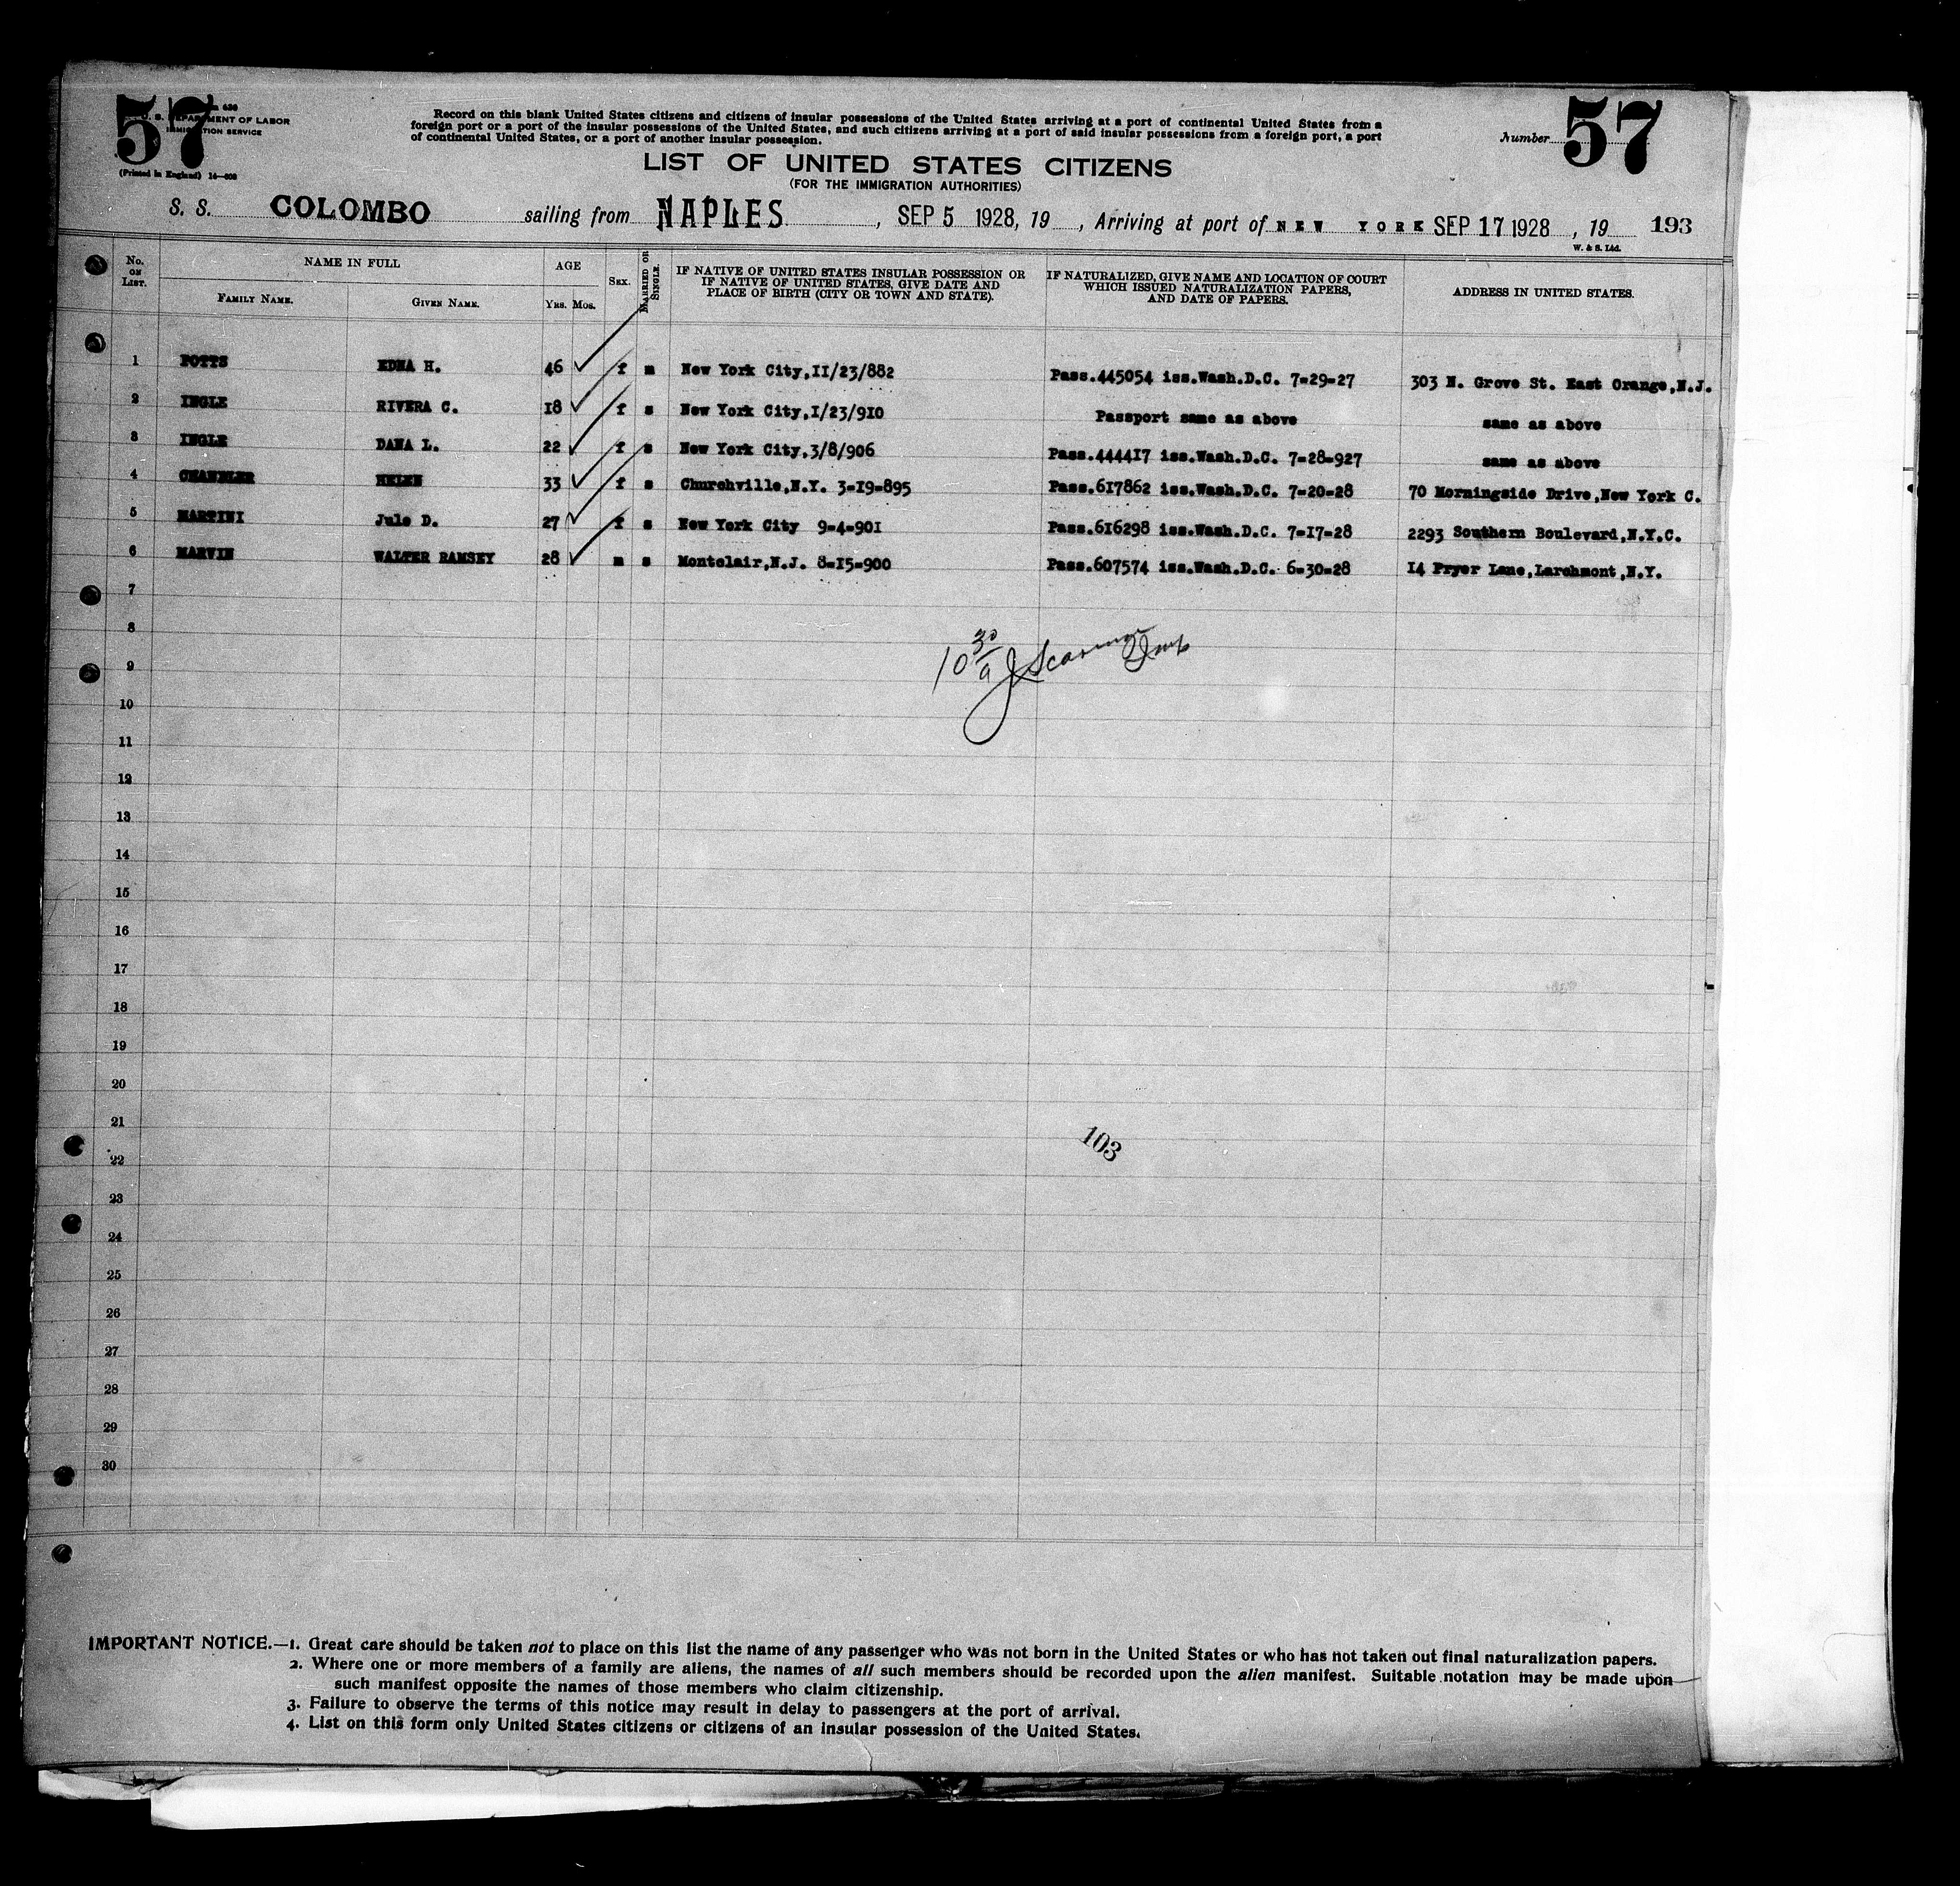 57
Form 630
U. S. DEPARTMENT OF LABOR
IMMIGRATION SERVICE
(Printed in England) 14—808
Record on this blank United States citizens and citizens of insular possessions of the United States arriving at a port of continental United States from a
foreign port or a port of the insular possessions of the United States, and such citizens arriving at a port of said insular possessions from a foreign port, a port
of continental United States, or a port of another insular possession.
Number 57
LIST OF UNITED STATES CITIZENS
(FOR THE IMMIGRATION AUTHORITIES)
S. S. COLOMBO sailing from NAPLES, SEP 5 1928, 19 , Arriving at port of NEW YORK SEP 17 1928, 19 193
W. & S. Ltd.
No. ON LIST. NAME IN FULL AGE SEX. MARRIED OR SINGLE. IF NATIVE OF UNITED STATES INSULAR POSSESSION OR IF NATIVE OF UNITED STATES, GIVE DATE AND PLACE OF BIRTH (CITY OR TOWN AND STATE). IF NATURALIZED, GIVE NAME AND LOCATION OF COURT WHICH ISSUED NATURALIZATION PAPERS, AND DATE OF PAPERS. ADDRESS IN UNITED STATES.
FAMILY NAME. GIVEN NAME. YRS. MOS.
1 POTTS EDNA H. 46 f m New York City,II/23/882 Pass.445054 iss.Wash.D.C. 7-29-27 303 N. Grove St. East Orange,N.J.
2 INGLE RIVERA C. 18 f s New York City,I/23/910 Passport same as above same as above
3 INGLE DANA L. 22 f s New York City,3/8/906 Pass.444417 iss.Wash.D.C. 7-28-927 same as above
4 CHANDLER HELEN 33 f s Churchville,N.Y. 3-19-895 Pass.617862 iss.Wash.D.C. 7-20-28 70 Morningside Drive,New York C.
5 MARTINI Jule D. 27 f s New York City 9-4-901 Pass.616298 iss.Wash.D.C. 7-17-28 2293 Southern Boulevard,N.Y.C.
6 MARVIN WALTER RAMSEY 28 m s Montclair,N.J. 8-15-900 Pass.607574 iss.Wash.D.C. 6-30-28 14 Pryer Lane,Larchmont,N.Y.
7
8
9
10 30/a
10
11
12
13
14
15
16
17
18
19
20
21
103
22
23
24
25
26
27
28
29
30
IMPORTANT NOTICE.—1. Great care should be taken not to place on this list the name of any passenger who was not born in the United States or who has not taken out final naturalization papers.
2. Where one or more members of a family are aliens, the names of all such members should be recorded upon the alien manifest. Suitable notation may be made upon
such manifest opposite the names of those members who claim citizenship.
3. Failure to observe the terms of this notice may result in delay to passengers at the port of arrival.
4. List on this form only United States citizens or citizens of an insular possession of the United States.